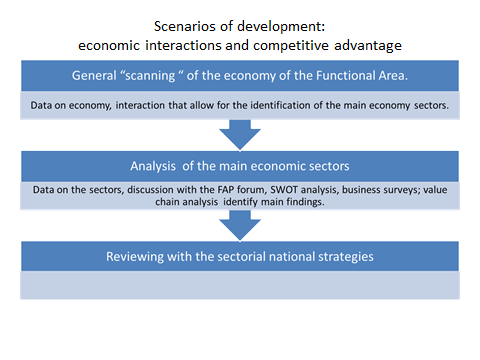 Scenarios of development:
economic interactions and competitive advantage
General “scanning “ of the economy of the Functional Area.
Data on economy, interaction that allow for the identification of the main economy sectors.
Analysis  of the main economic sectors
Data on the sectors, discussion with the FAP forum, SWOT analysis, business surveys; value
chain analysis  identify main findings.
Reviewing with the sectorial national strategies